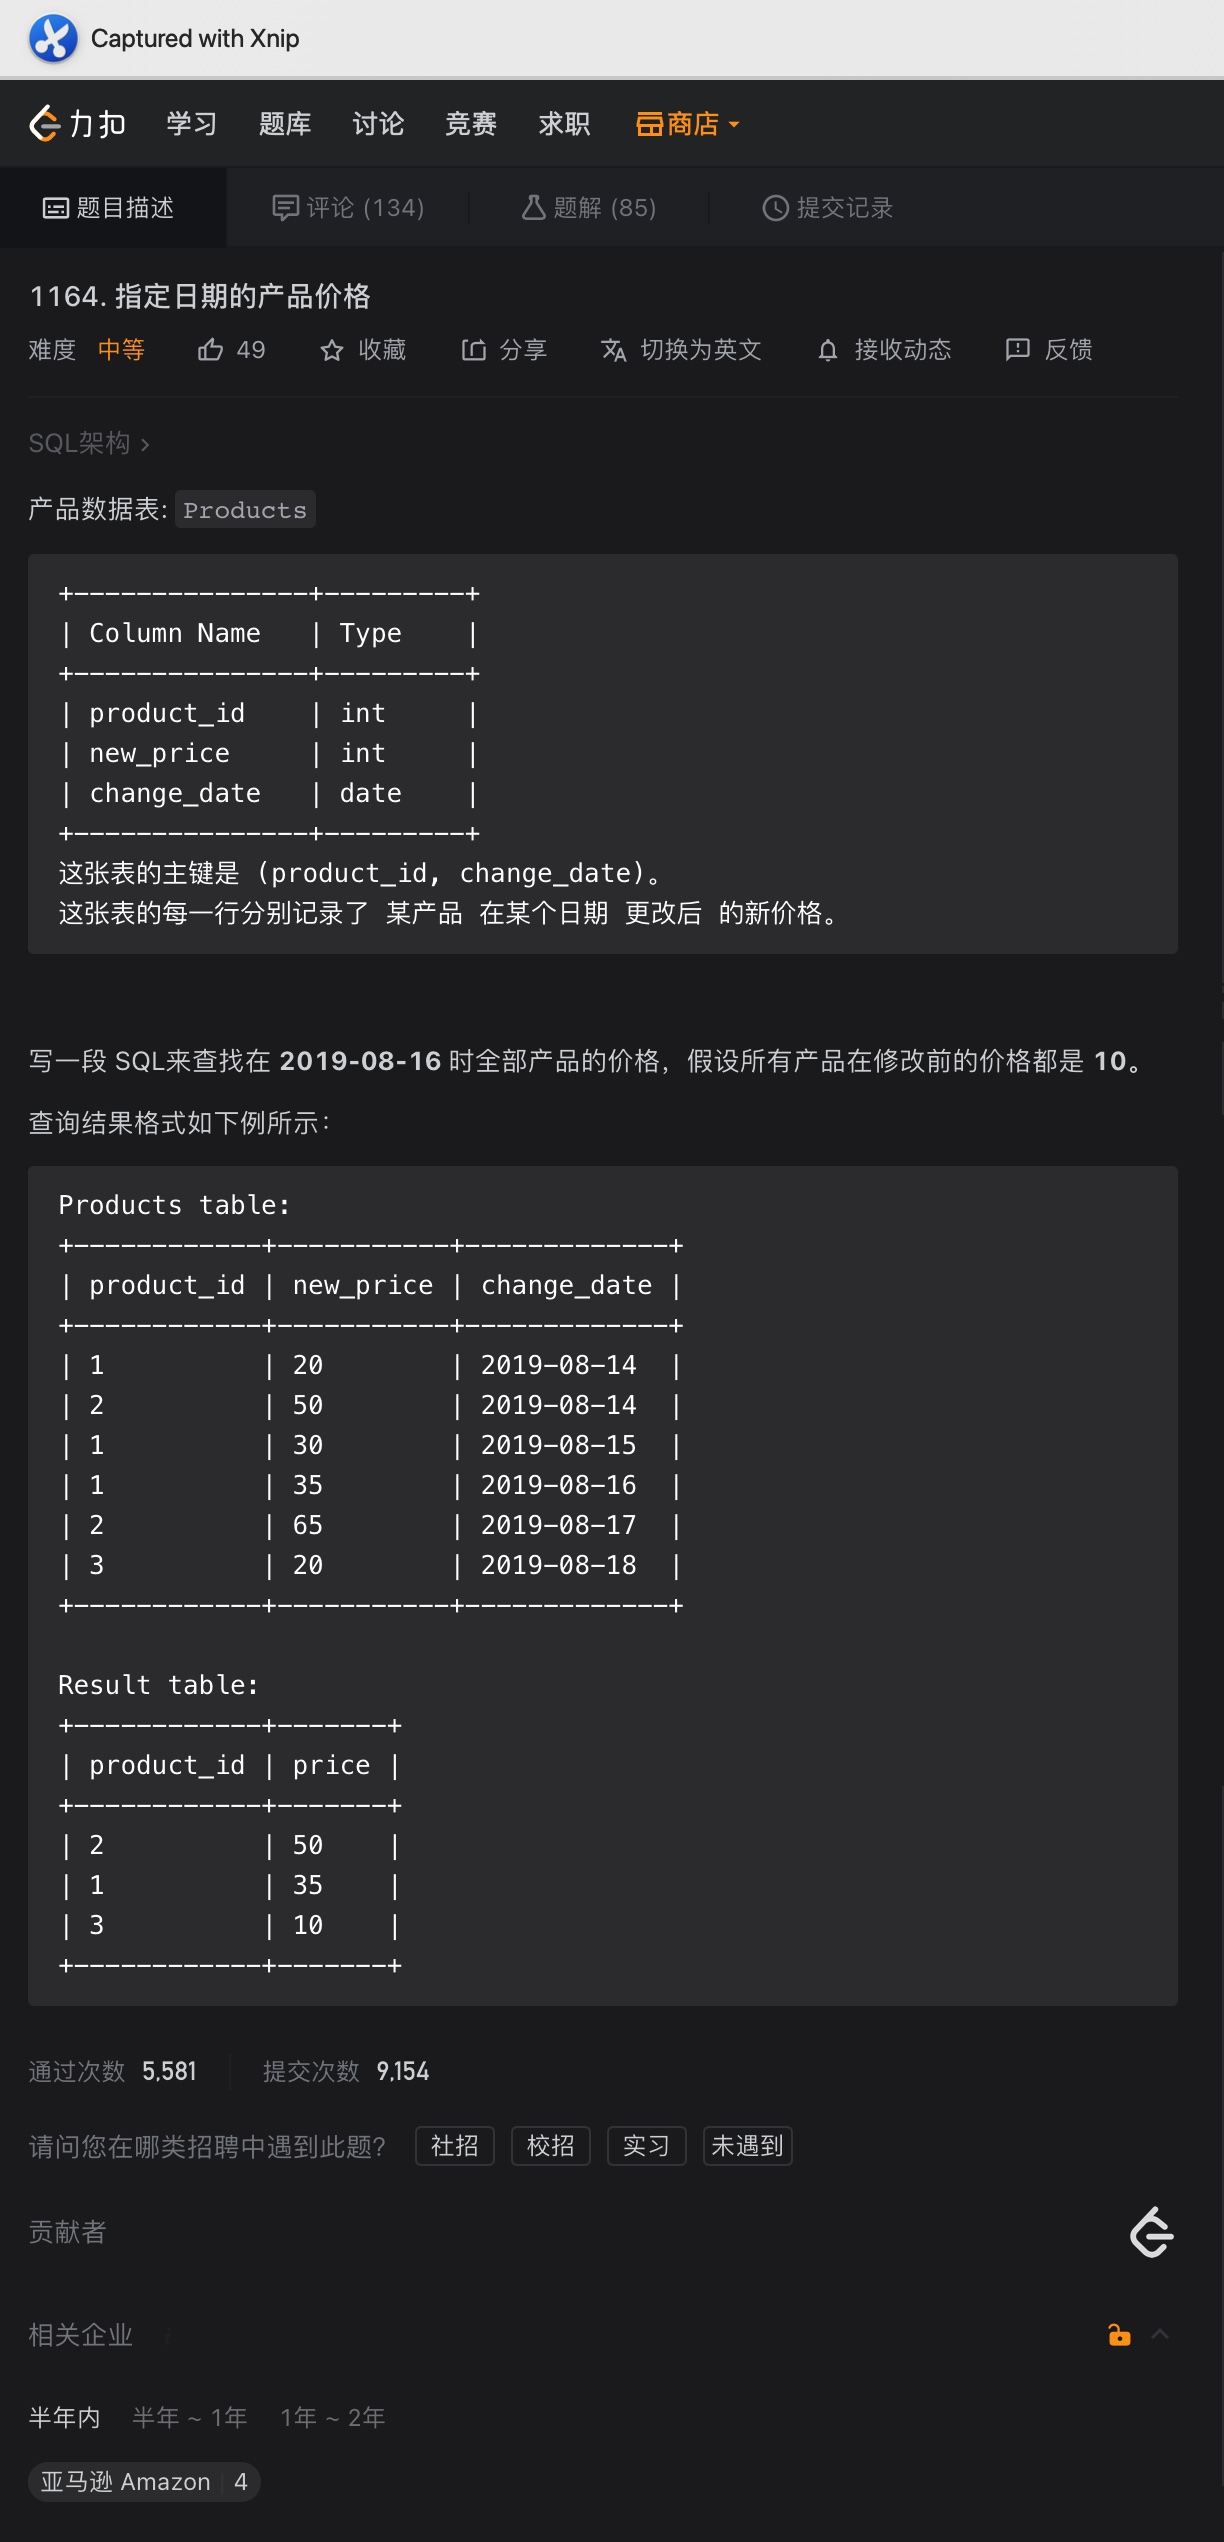 Captured with Xnip
力扣 学习 题库 讨论 竞赛 求职 商店
题目描述 评论 (134) 题解 (85) 提交记录
1164. 指定日期的产品价格
难度 中等 49 收藏 分享 切换为英文 接收动态 反馈
SQL架构 ›
产品数据表: Products
+---------------+---------+
| Column Name   | Type    |
+---------------+---------+
| product_id    | int     |
| new_price     | int     |
| change_date   | date    |
+---------------+---------+
这张表的主键是 (product_id, change_date)。
这张表的每一行分别记录了 某产品 在某个日期 更改后 的新价格。
写一段 SQL来查找在 2019-08-16 时全部产品的价格，假设所有产品在修改前的价格都是 10。
查询结果格式如下例所示：
Products table:
+------------+-----------+-------------+
| product_id | new_price | change_date |
+------------+-----------+-------------+
| 1          | 20        | 2019-08-14  |
| 2          | 50        | 2019-08-14  |
| 1          | 30        | 2019-08-15  |
| 1          | 35        | 2019-08-16  |
| 2          | 65        | 2019-08-17  |
| 3          | 20        | 2019-08-18  |
+------------+-----------+-------------+
Result table:
+------------+-------+
| product_id | price |
+------------+-------+
| 2          | 50    |
| 1          | 35    |
| 3          | 10    |
+------------+-------+
通过次数 5,581 提交次数 9,154
请问您在哪类招聘中遇到此题? 社招 校招 实习 未遇到
贡献者
相关企业
半年内 半年 ~ 1年 1年 ~ 2年
亚马逊 Amazon 4